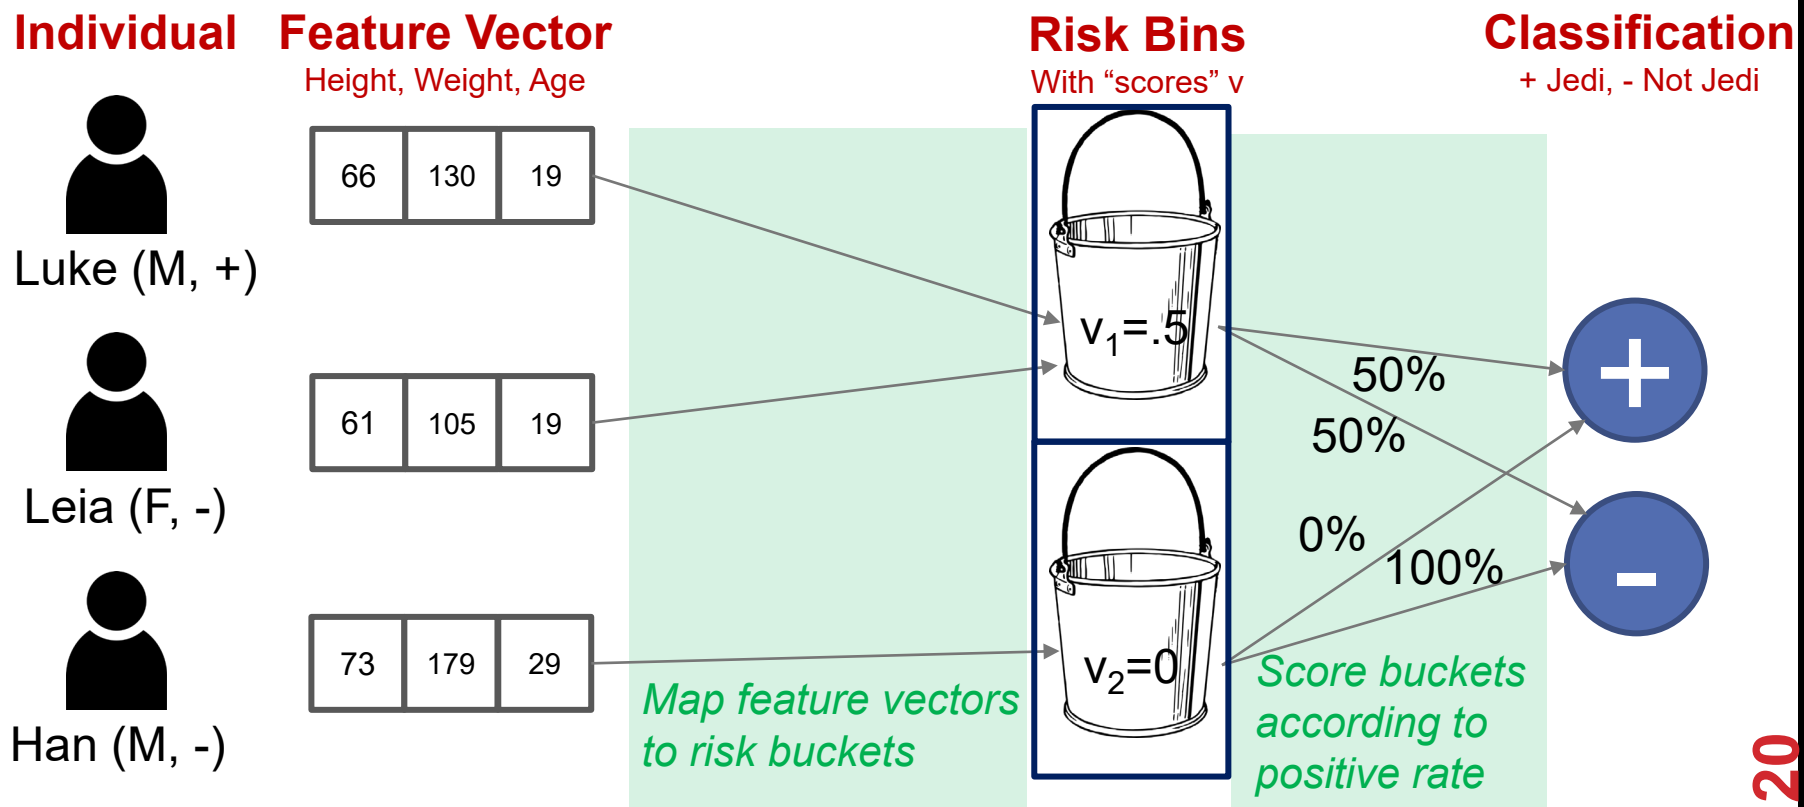 Individual
Feature Vector
Height, Weight, Age
Risk Bins
With “scores” v
Classification
+ Jedi, - Not Jedi
66 130 19
Luke (M, +)
v1=.5
50%
50%
+
61 105 19
Leia (F, -)
0%
100%
-
73 179 29
Han (M, -)
v2=0
Map feature vectors
to risk buckets
Score buckets
according to
positive rate
20